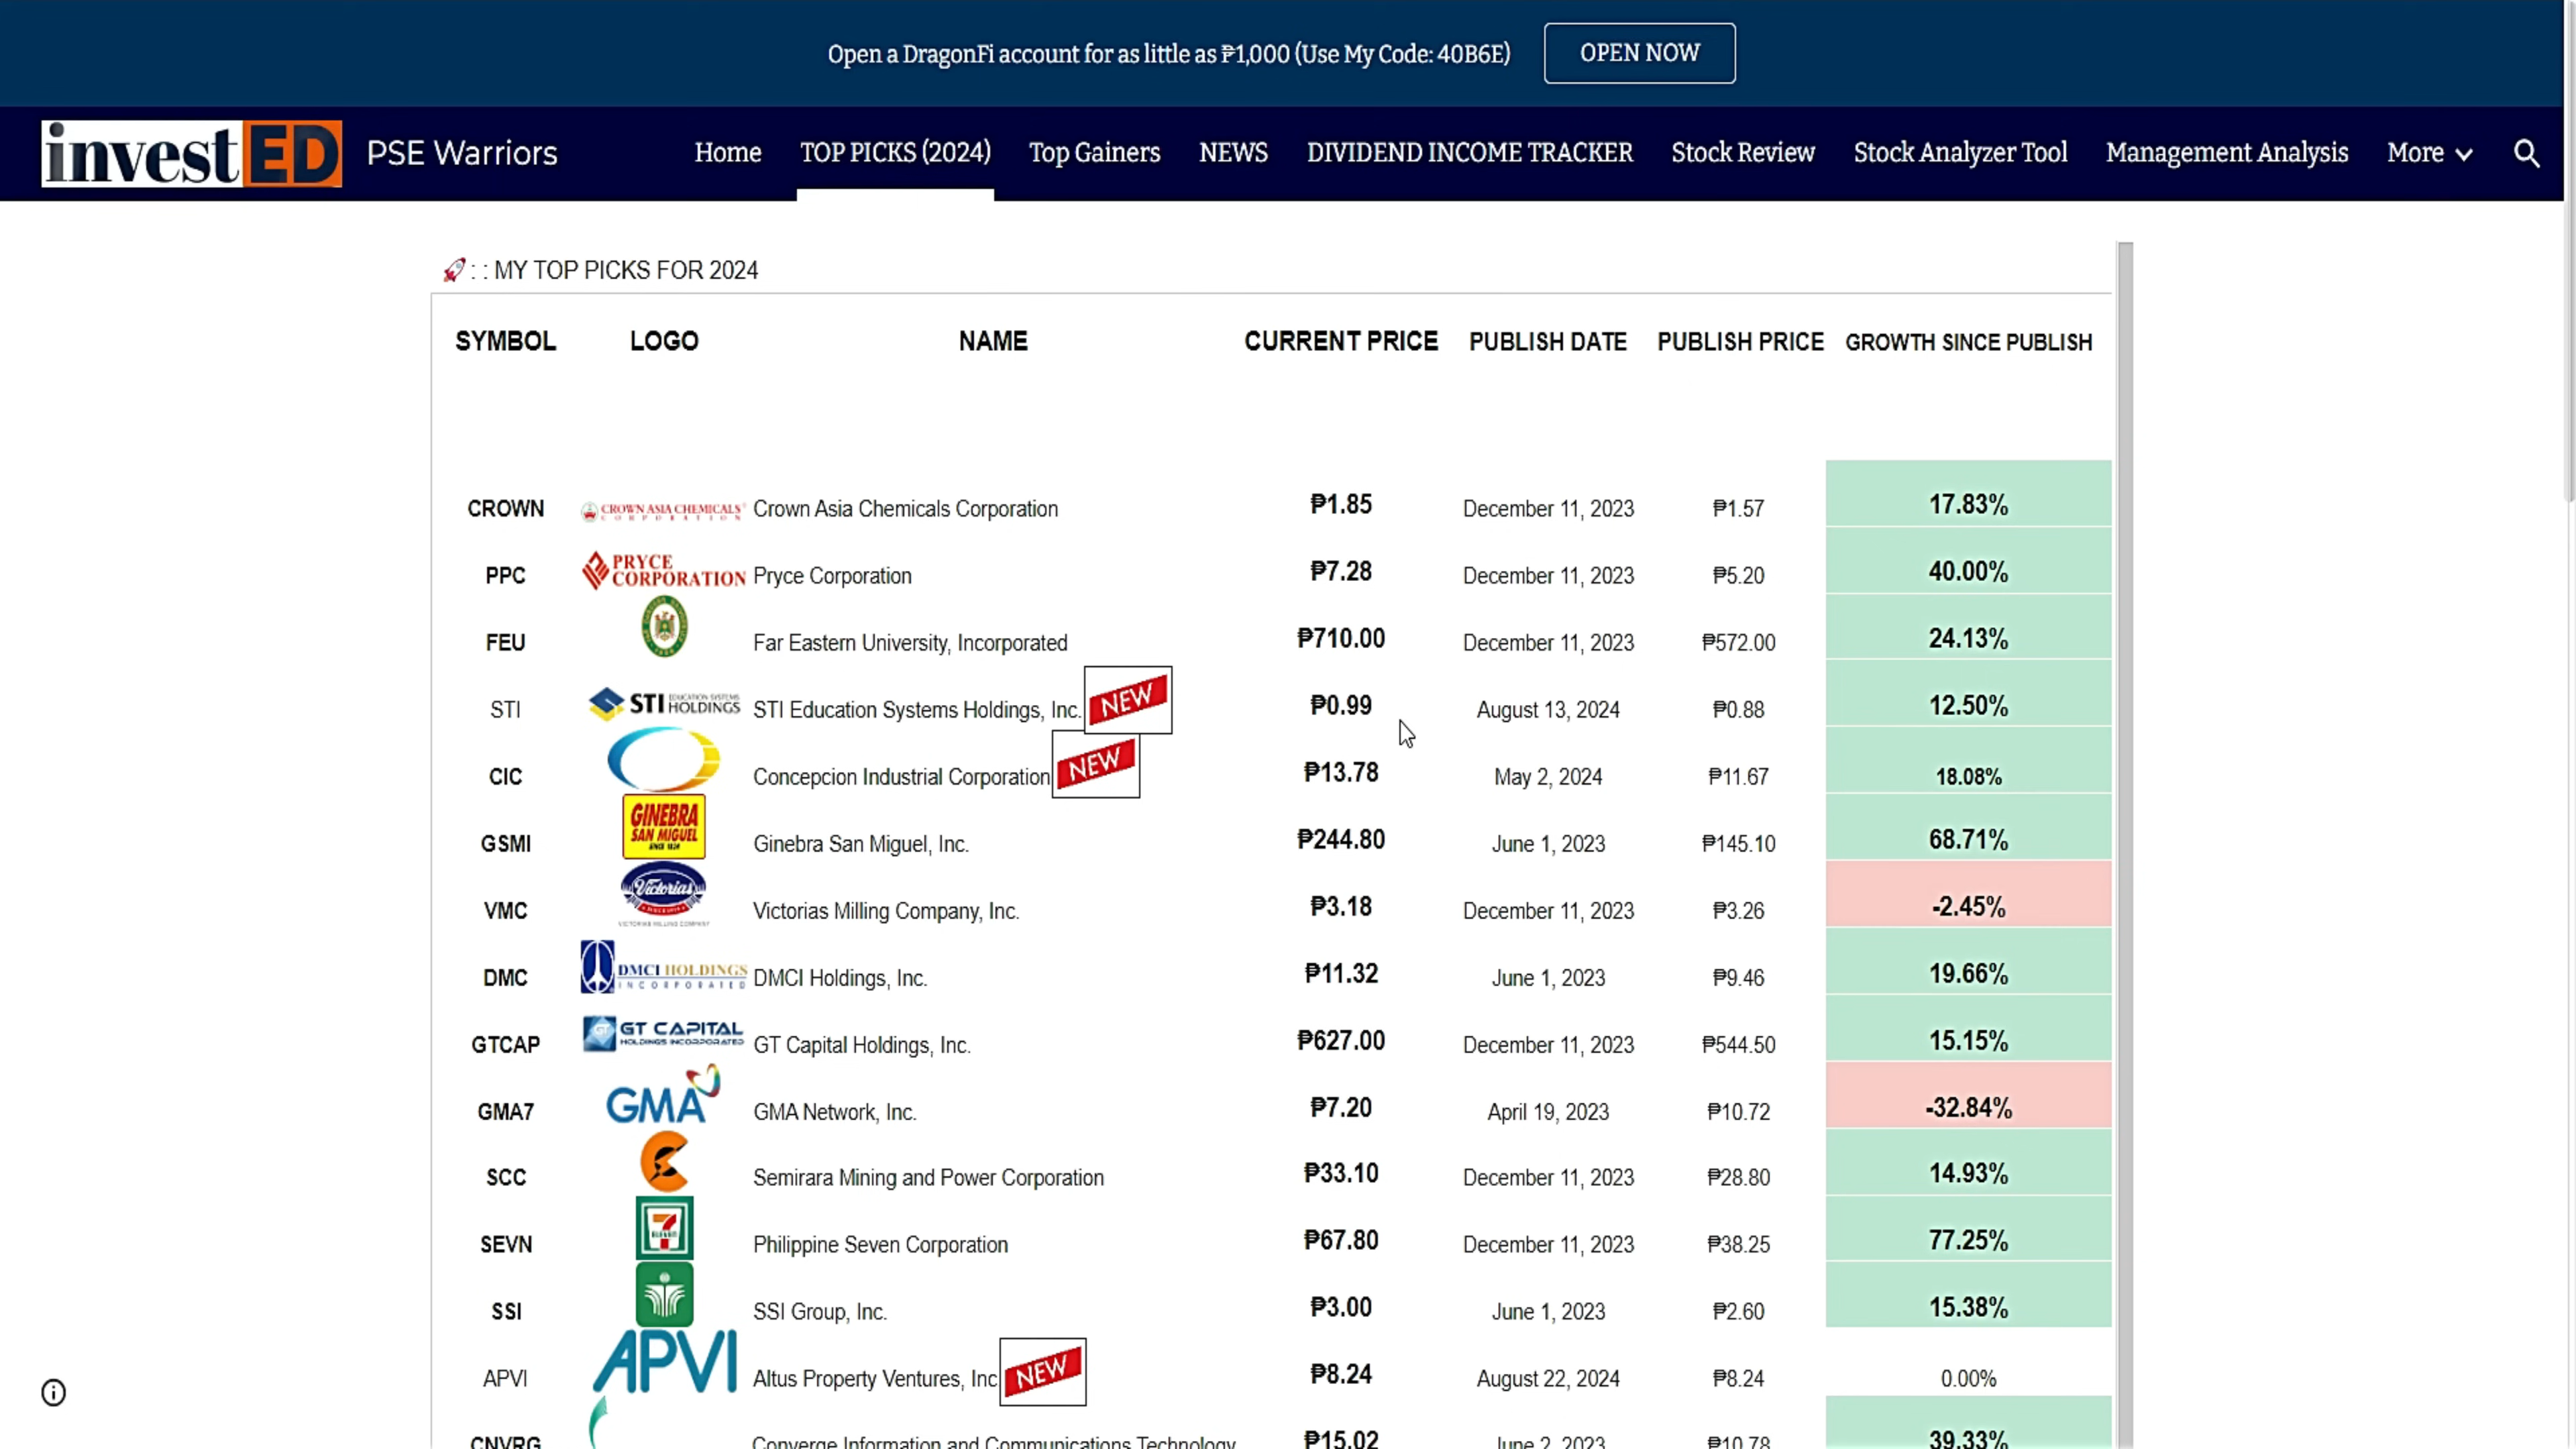 Open a DragonFi account for as little as ₱1,000 (Use My Code: 40B6E) OPEN NOW
investED PSE Warriors Home TOP PICKS (2024) Top Gainers NEWS DIVIDEND INCOME TRACKER Stock Review Stock Analyzer Tool Management Analysis More
🚀 : : MY TOP PICKS FOR 2024
SYMBOL LOGO NAME CURRENT PRICE PUBLISH DATE PUBLISH PRICE GROWTH SINCE PUBLISH
CROWN CROWN ASIA CHEMICALS CORPORATION Crown Asia Chemicals Corporation ₱1.85 December 11, 2023 ₱1.57 17.83%
PPC PRYCE CORPORATION Pryce Corporation ₱7.28 December 11, 2023 ₱5.20 40.00%
FEU Far Eastern University, Incorporated ₱710.00 December 11, 2023 ₱572.00 24.13%
STI STI EDUCATION SYSTEMS HOLDINGS STI Education Systems Holdings, Inc. NEW ₱0.99 August 13, 2024 ₱0.88 12.50%
CIC Concepcion Industrial Corporation NEW ₱13.78 May 2, 2024 ₱11.67 18.08%
GSMI GINEBRA SAN MIGUEL Ginebra San Miguel, Inc. ₱244.80 June 1, 2023 ₱145.10 68.71%
VMC Victorias VICTORIAS MILLING COMPANY Victorias Milling Company, Inc. ₱3.18 December 11, 2023 ₱3.26 -2.45%
DMC DMCI HOLDINGS INCORPORATED DMCI Holdings, Inc. ₱11.32 June 1, 2023 ₱9.46 19.66%
GTCAP GT CAPITAL HOLDINGS INCORPORATED GT Capital Holdings, Inc. ₱627.00 December 11, 2023 ₱544.50 15.15%
GMA7 GMA GMA Network, Inc. ₱7.20 April 19, 2023 ₱10.72 -32.84%
SCC Semirara Mining and Power Corporation ₱33.10 December 11, 2023 ₱28.80 14.93%
SEVN 7 ELEVEN Philippine Seven Corporation ₱67.80 December 11, 2023 ₱38.25 77.25%
SSI SSI Group, Inc. ₱3.00 June 1, 2023 ₱2.60 15.38%
APVI APVI Altus Property Ventures, Inc NEW ₱8.24 August 22, 2024 ₱8.24 0.00%
CNVRG Converge Information and Communications Technology ₱15.02 June 2, 2023 ₱10.78 39.33%